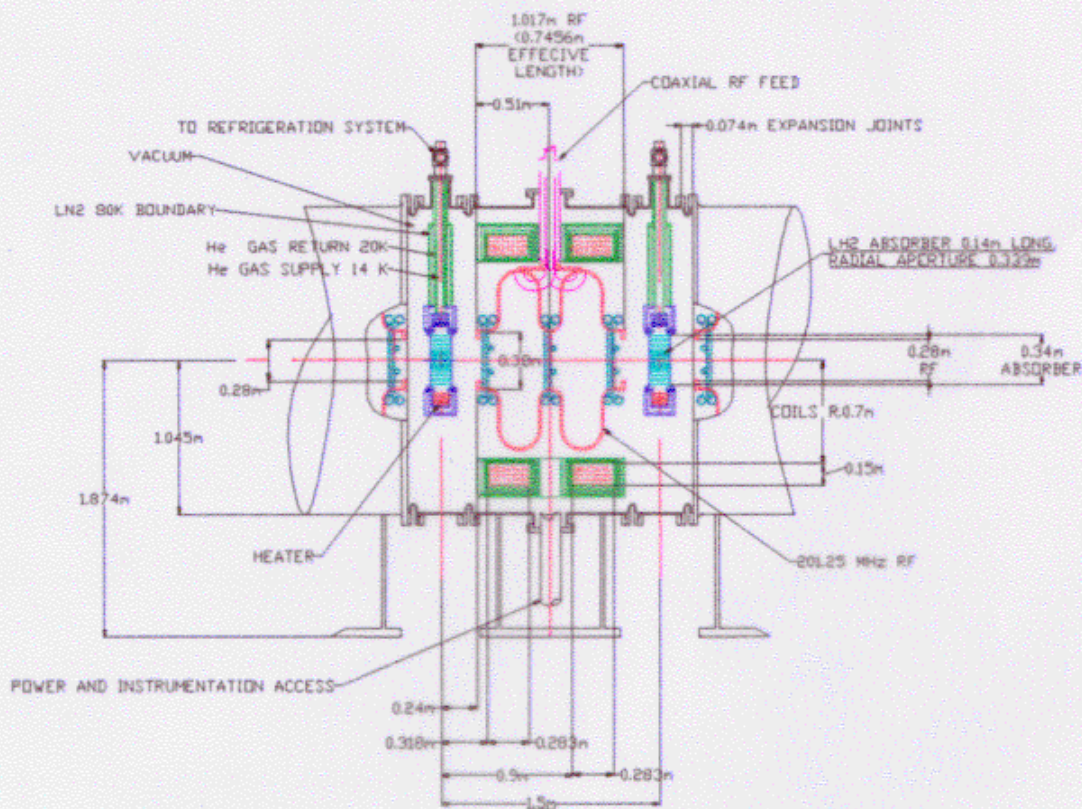 1.017m RF
(0.7456m
EFFECIVE
LENGTH)
COAXIAL RF FEED
0.51m
TO REFRIGERATION SYSTEM
0.074m EXPANSION JOINTS
VACUUM
LN2 80K BOUNDARY
He GAS RETURN 20K
He GAS SUPPLY 14 K
LH2 ABSORBER 0.14m LONG
RADIAL APERTURE 0.339m
0.30m
0.28m
RF
0.34m
ABSORBER
0.28m
COILS R.0.7m
1.045m
0.15m
1.874m
HEATER
201.25 MHz RF
POWER AND INSTRUMENTATION ACCESS
0.24m
0.318m
0.283m
0.9m
0.283m
1.5m